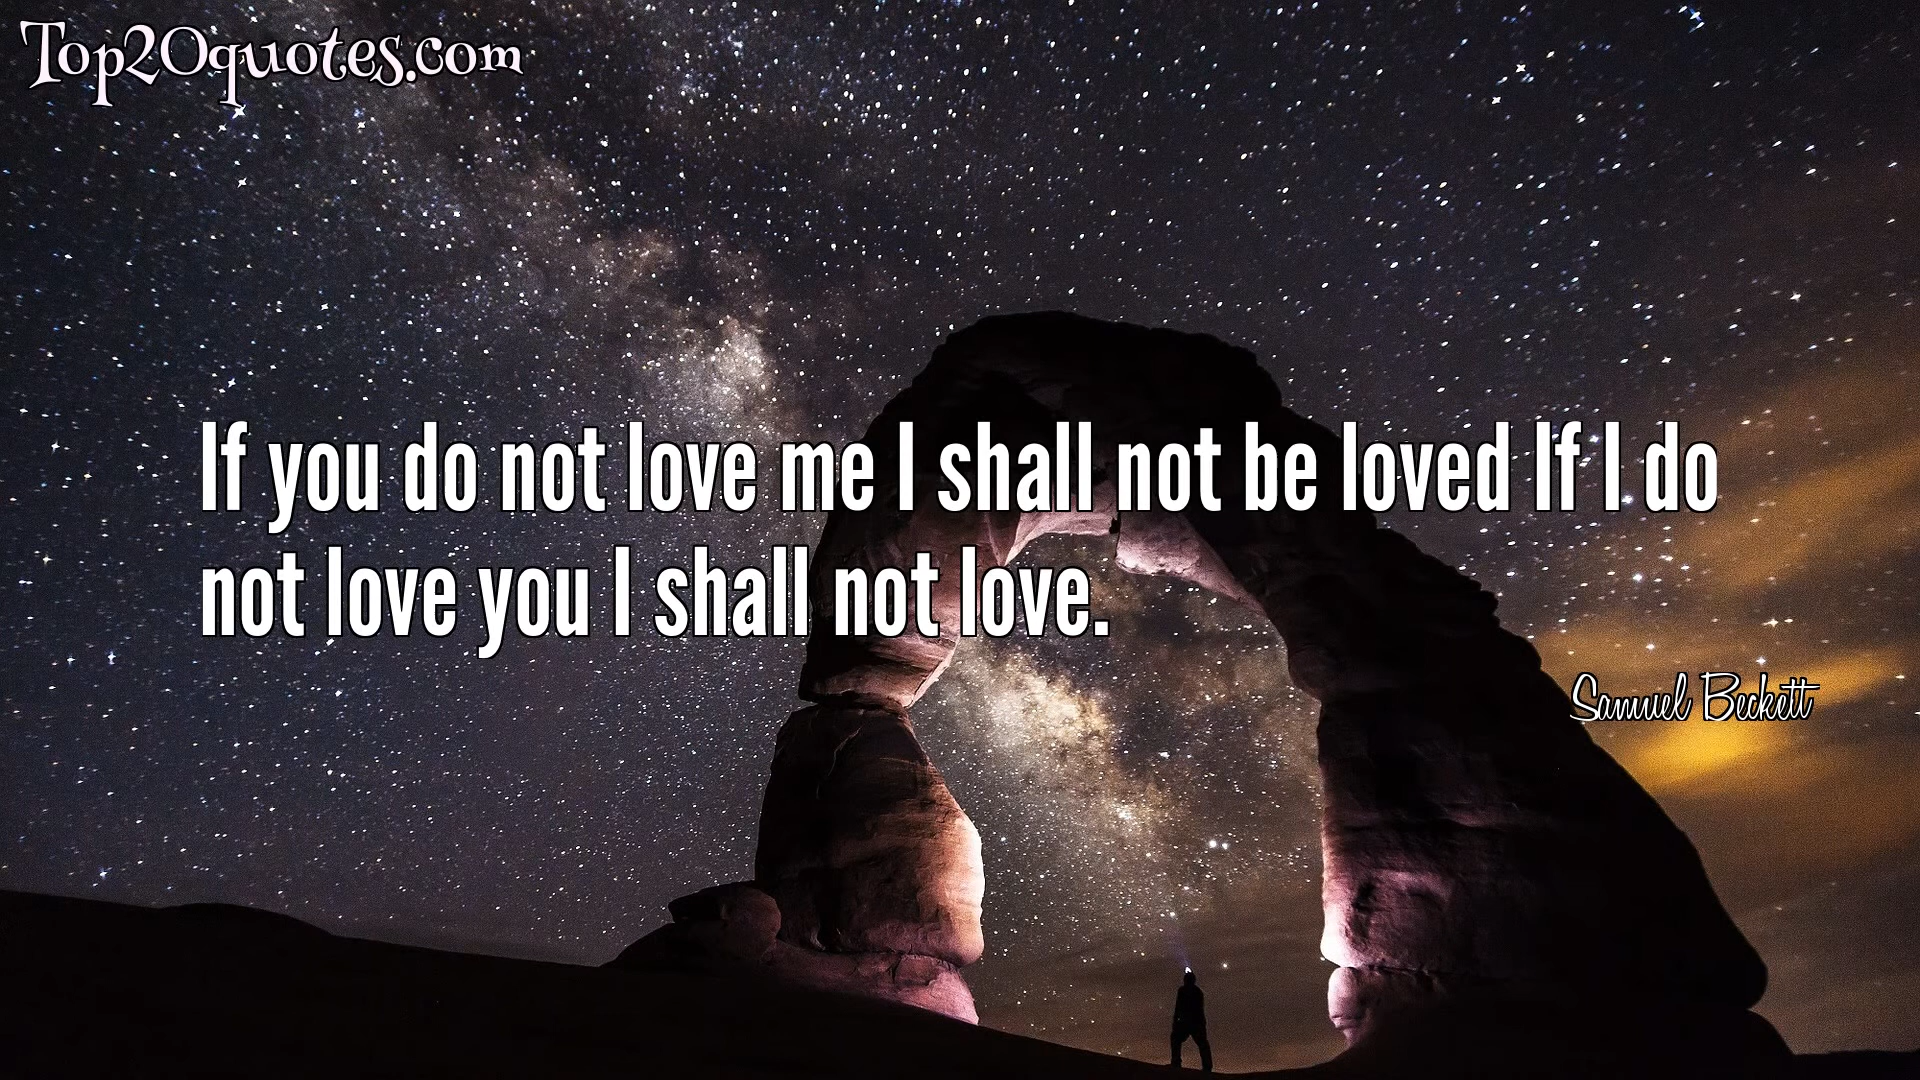 Top20quotes.com
If you do not love me I shall not be loved If I do
not love you I shall not love.
Samuel Beckett